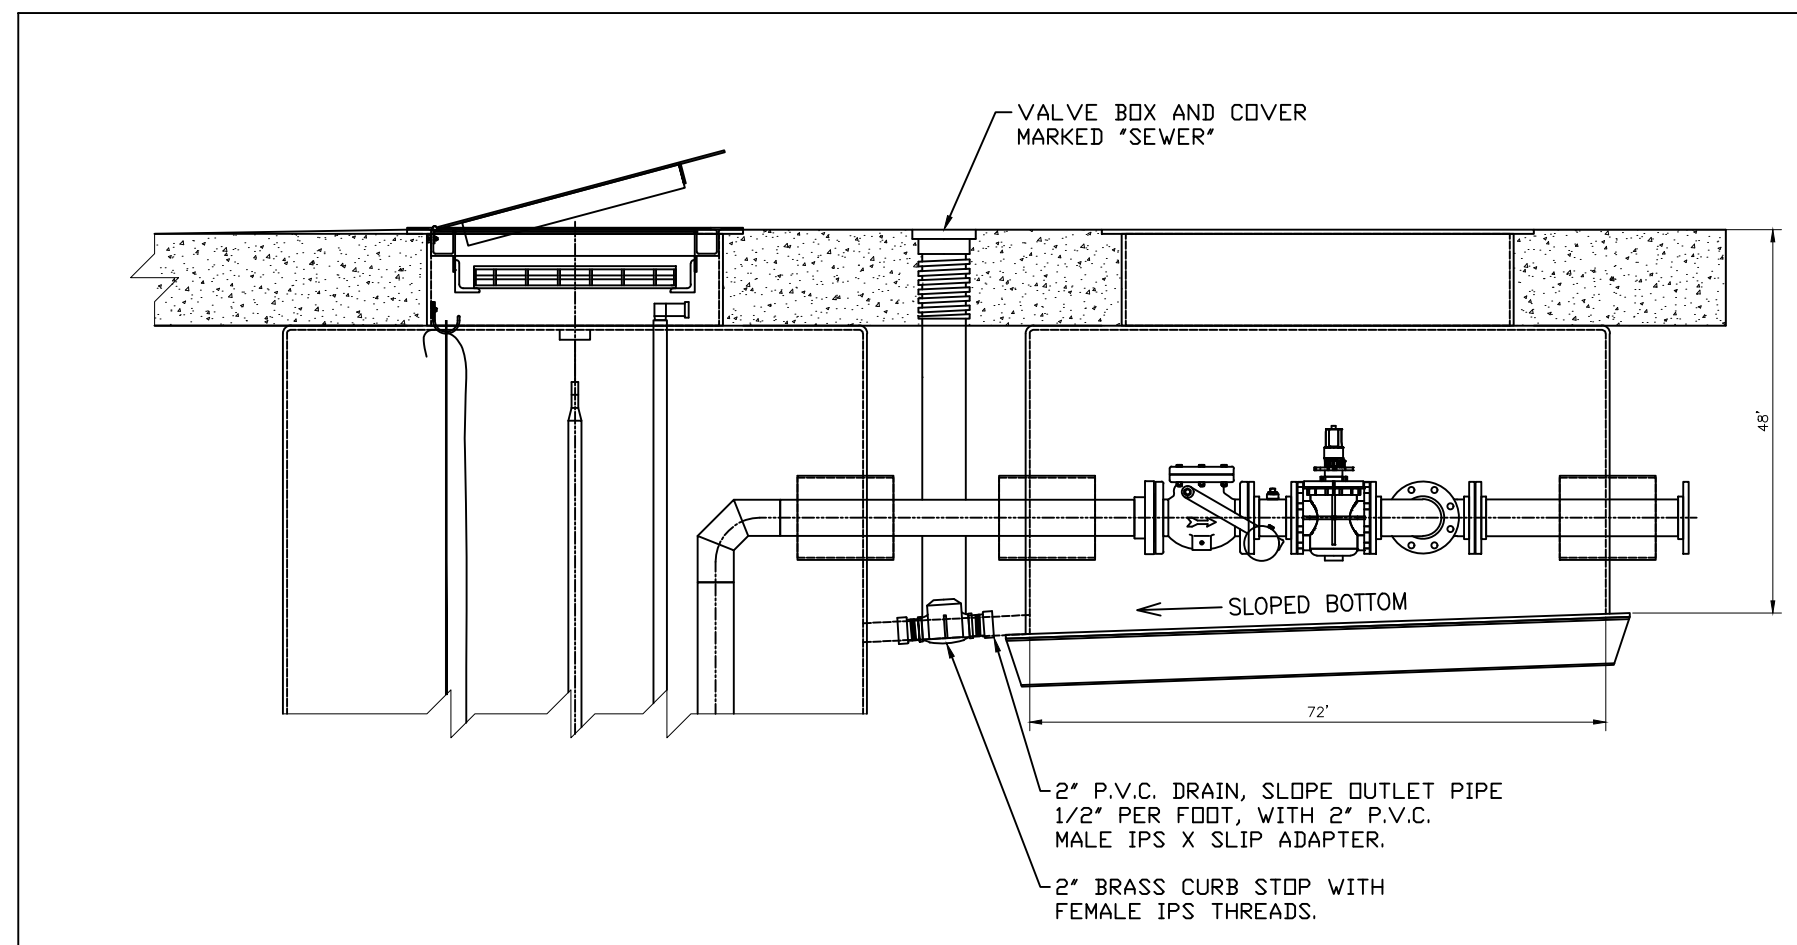 VALVE BOX AND COVER
MARKED "SEWER"
48'
SLOPED BOTTOM
72'
2" P.V.C. DRAIN, SLOPE OUTLET PIPE
1/2" PER FOOT, WITH 2" P.V.C.
MALE IPS X SLIP ADAPTER.
2" BRASS CURB STOP WITH
FEMALE IPS THREADS.